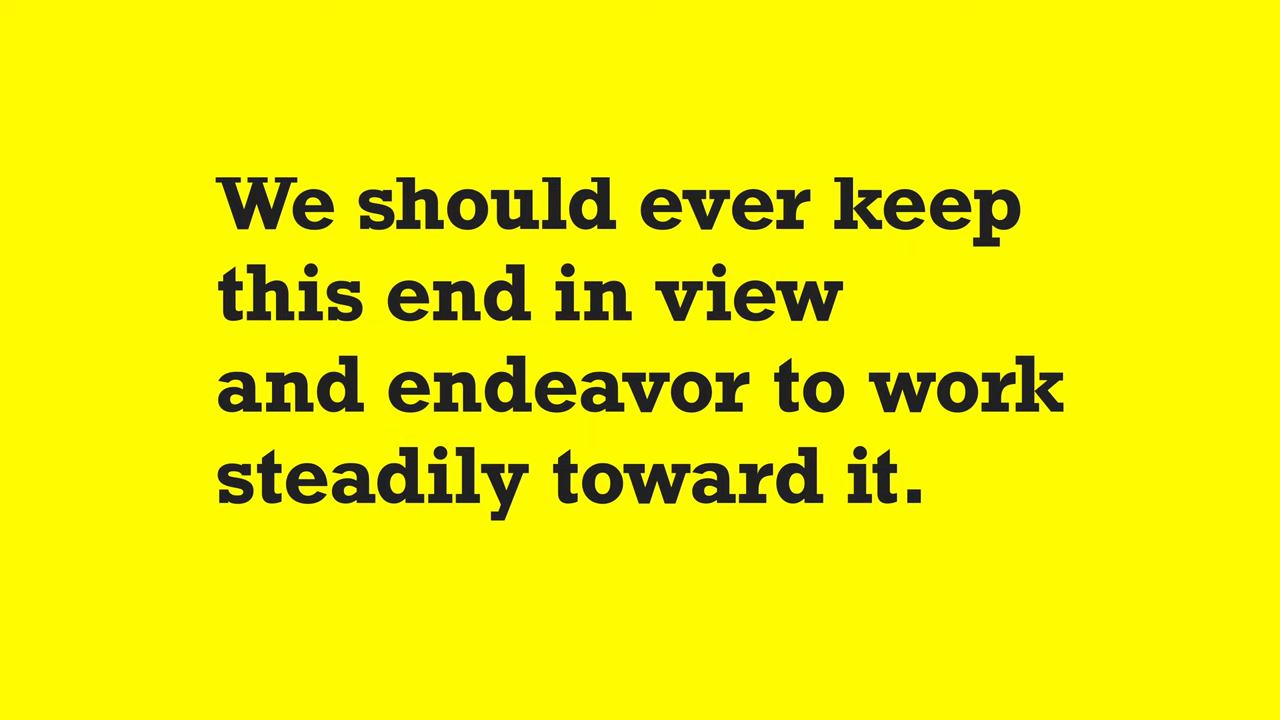 We should ever keep
this end in view
and endeavor to work
steadily toward it.